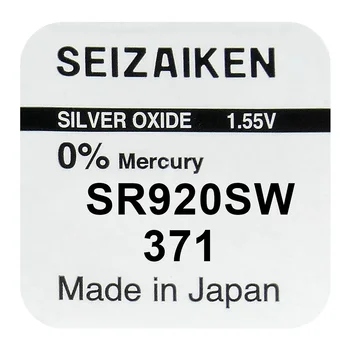 SEIZAIKEN
SILVER OXIDE 1.55V
0% Mercury
SR920SW
371
Made in Japan